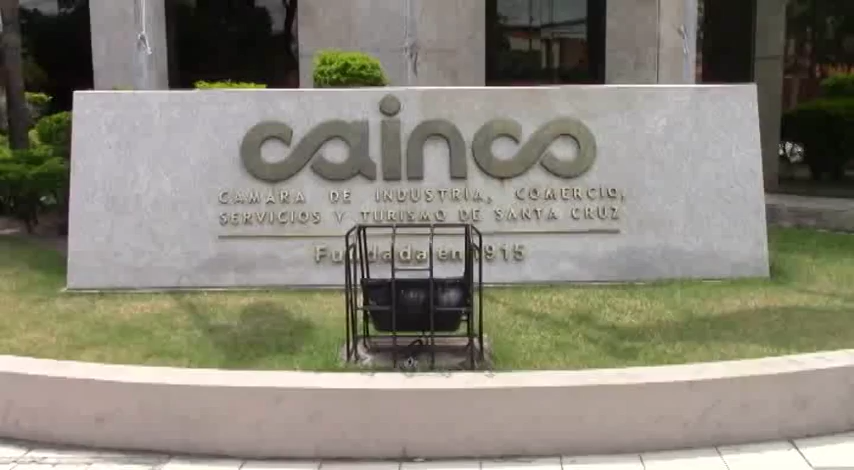 cainco
CAMARA DE INDUSTRIA, COMERCIO,
SERVICIOS Y TURISMO DE SANTA CRUZ
Fundada en 1915